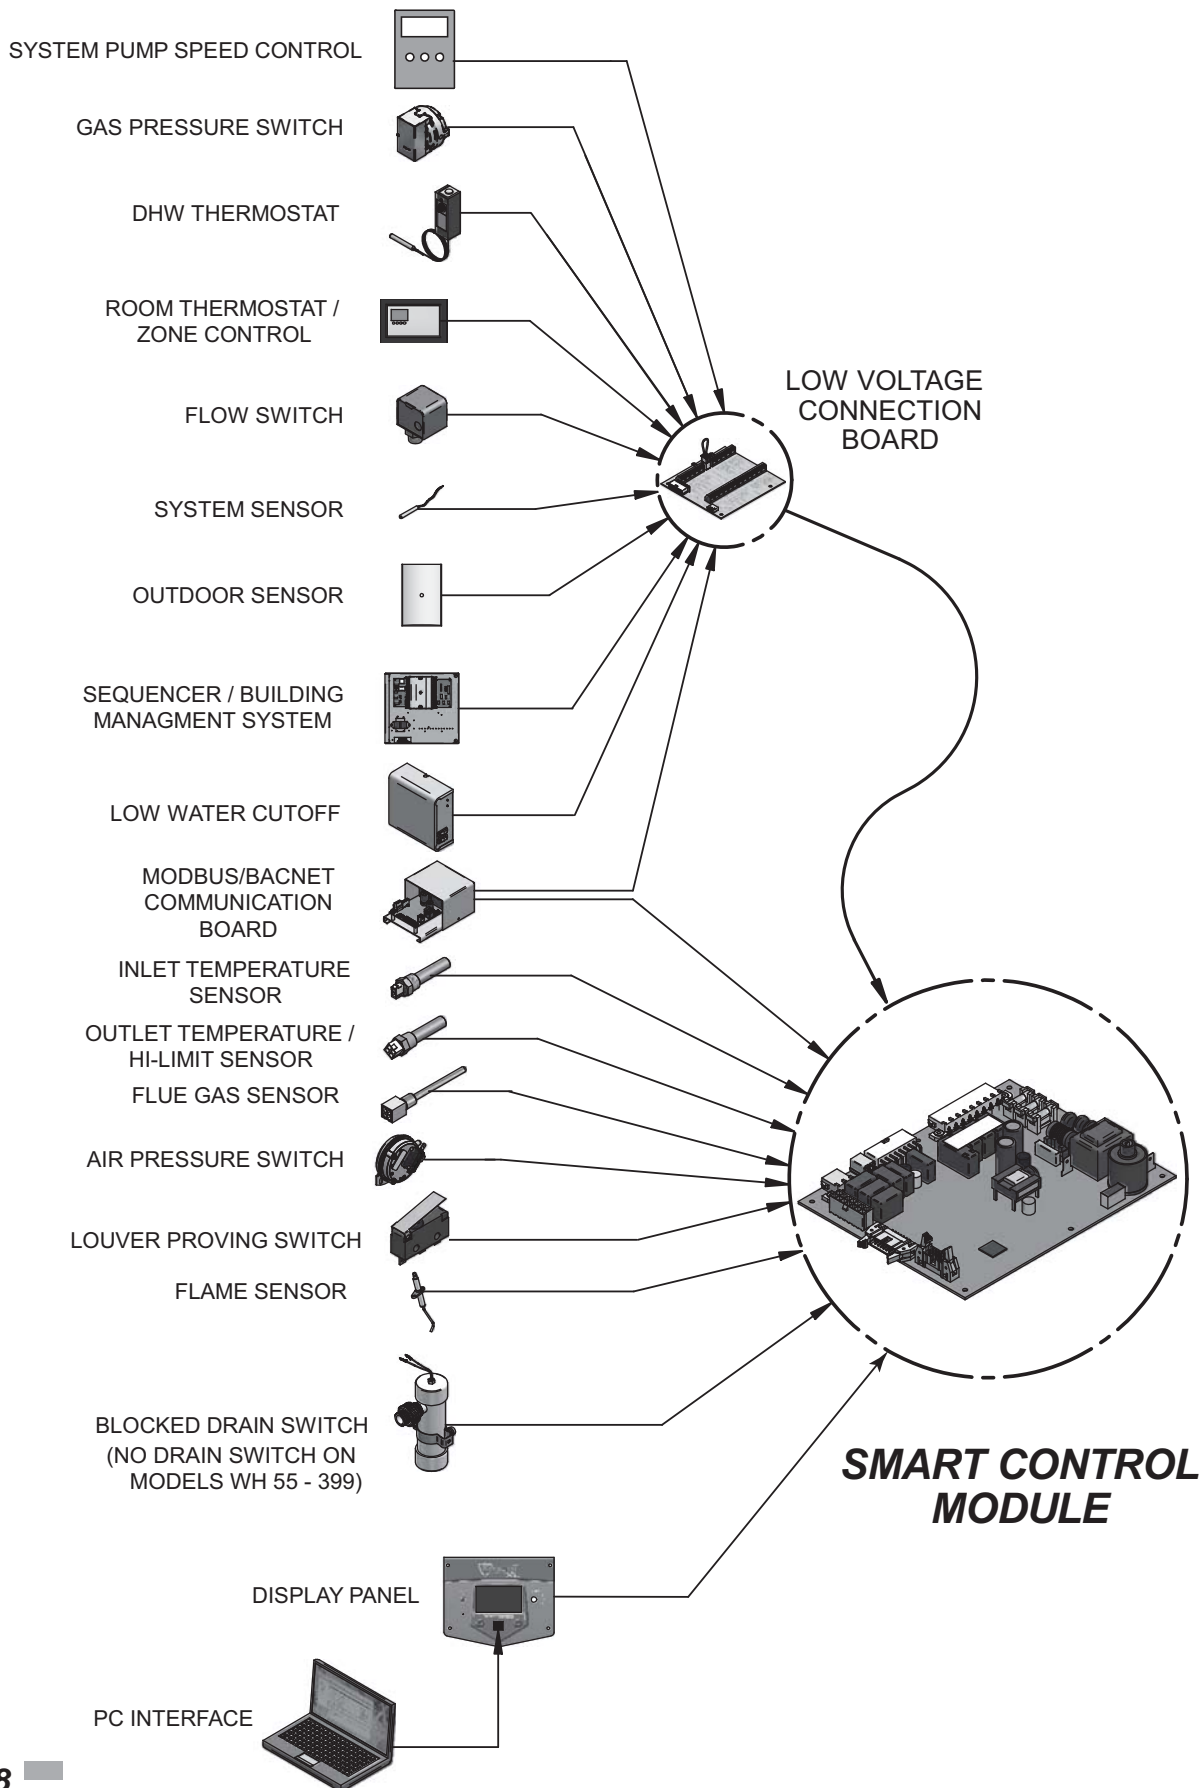 SYSTEM PUMP SPEED CONTROL
GAS PRESSURE SWITCH
DHW THERMOSTAT
ROOM THERMOSTAT /
ZONE CONTROL
FLOW SWITCH
SYSTEM SENSOR
OUTDOOR SENSOR
SEQUENCER / BUILDING
MANAGMENT SYSTEM
LOW WATER CUTOFF
MODBUS/BACNET
COMMUNICATION
BOARD
INLET TEMPERATURE
SENSOR
OUTLET TEMPERATURE /
HI-LIMIT SENSOR
FLUE GAS SENSOR
AIR PRESSURE SWITCH
LOUVER PROVING SWITCH
FLAME SENSOR
BLOCKED DRAIN SWITCH
(NO DRAIN SWITCH ON
MODELS WH 55 - 399)
DISPLAY PANEL
PC INTERFACE
LOW VOLTAGE
CONNECTION
BOARD
SMART CONTROL
MODULE
8